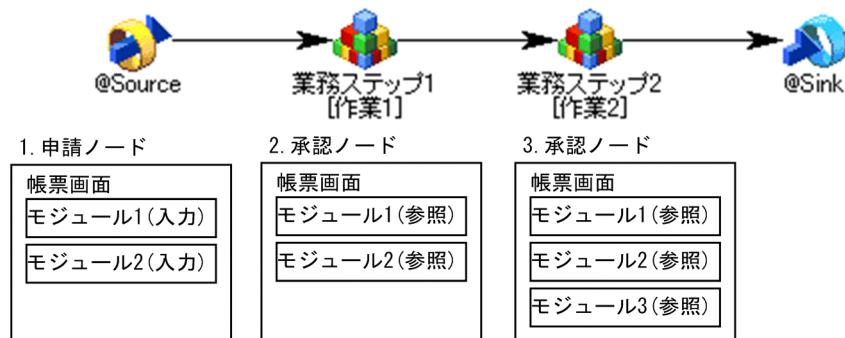 @Source
業務ステップ1
[作業1]
業務ステップ2
[作業2]
@Sink
1.申請ノード
2.承認ノード
3.承認ノード
帳票画面
モジュール1(入力)
モジュール2(入力)
帳票画面
モジュール1(参照)
モジュール2(参照)
帳票画面
モジュール1(参照)
モジュール2(参照)
モジュール3(参照)